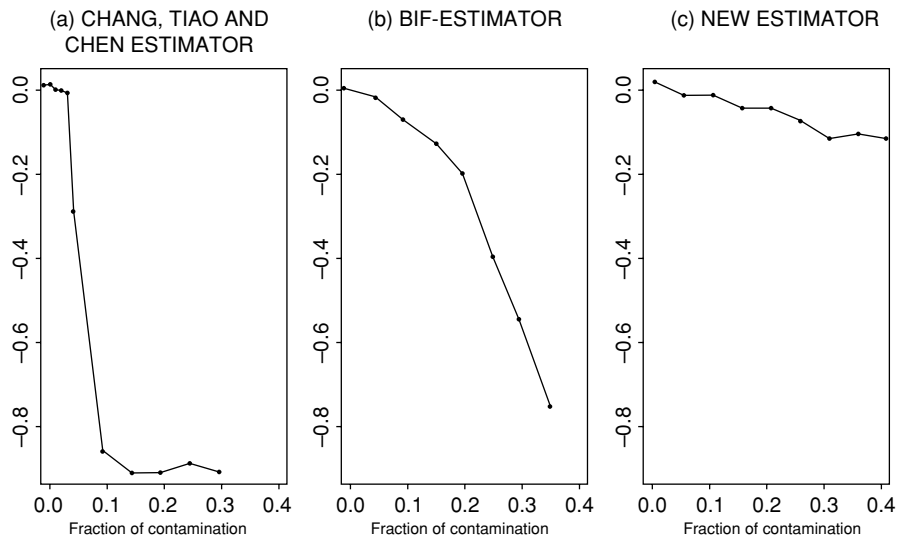 (a) CHANG, TIAO AND
CHEN ESTIMATOR
0.0
−0.2
−0.4
−0.6
−0.8
0.0 0.1 0.2 0.3 0.4
Fraction of contamination
(b) BIF-ESTIMATOR
0.0
−0.2
−0.4
−0.6
−0.8
0.0 0.1 0.2 0.3 0.4
Fraction of contamination
(c) NEW ESTIMATOR
0.0
−0.2
−0.4
−0.6
−0.8
0.0 0.1 0.2 0.3 0.4
Fraction of contamination